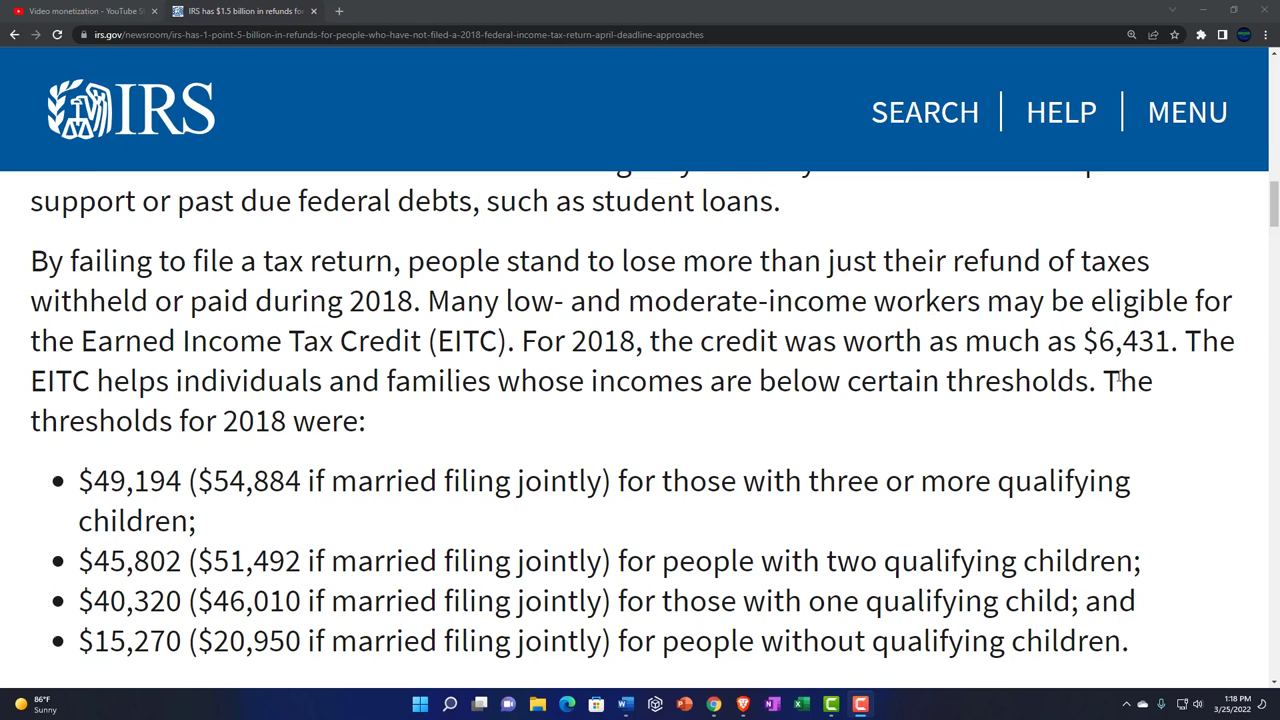 Video monetization - YouTube S
IRS has $1.5 billion in refunds fo
irs.gov/newsroom/irs-has-1-point-5-billion-in-refunds-for-people-who-have-not-filed-a-2018-federal-income-tax-return-april-deadline-approaches
IRS
SEARCH
HELP
MENU
support or past due federal debts, such as student loans.
By failing to file a tax return, people stand to lose more than just their refund of taxes
withheld or paid during 2018. Many low- and moderate-income workers may be eligible for
the Earned Income Tax Credit (EITC). For 2018, the credit was worth as much as $6,431. The
EITC helps individuals and families whose incomes are below certain thresholds. The
thresholds for 2018 were:
• $49,194 ($54,884 if married filing jointly) for those with three or more qualifying
children;
• $45,802 ($51,492 if married filing jointly) for people with two qualifying children;
• $40,320 ($46,010 if married filing jointly) for those with one qualifying child; and
• $15,270 ($20,950 if married filing jointly) for people without qualifying children.
86°F
Sunny
1:18 PM
3/25/2022